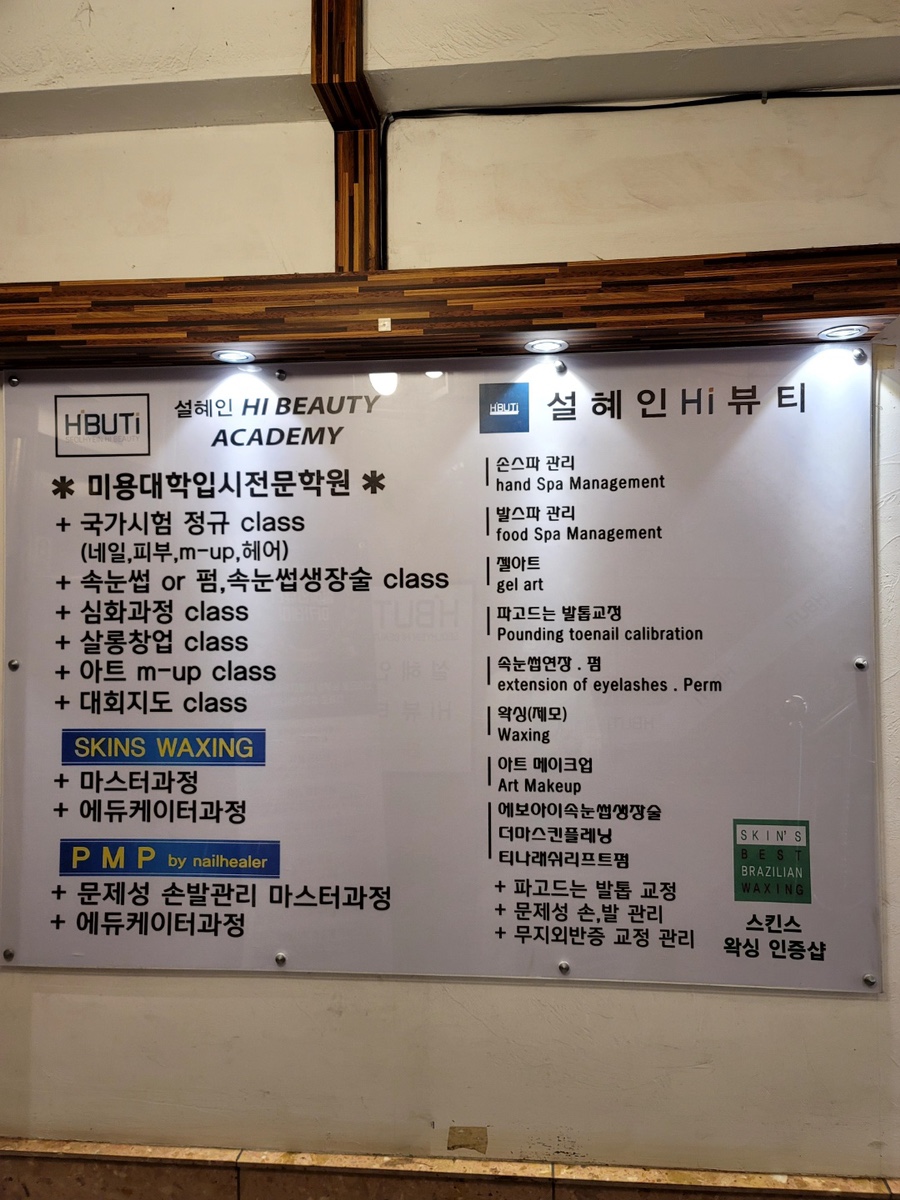 HiBUTi
설혜인 HI BEAUTY
ACADEMY
* 미용대학입시전문학원 *
+ 국가시험 정규 class
(네일,피부,m-up,헤어)
+ 속눈썹 or 펌,속눈썹생장술 class
+ 심화과정 class
+ 살롱창업 class
+ 아트 m-up class
+ 대회지도 class
SKINS WAXING
+ 마스터과정
+ 에듀케이터과정
PMP by nailhealer
+ 문제성 손발관리 마스터과정
+ 에듀케이터과정
HiBUTi
설혜인Hi뷰티
손스파 관리
hand Spa Management
발스파 관리
food Spa Management
젤아트
gel art
파고드는 발톱교정
Pounding toenail calibration
속눈썹연장 . 펌
extension of eyelashes . Perm
왁싱(제모)
Waxing
아트 메이크업
Art Makeup
에보아이속눈썹생장술
더마스킨플래닝
티나래쉬리프트펌
+ 파고드는 발톱 교정
+ 문제성 손,발 관리
+ 무지외반증 교정 관리
SKIN'S
BEST
BRAZILIAN
WAXING
스킨스
왁싱 인증샵